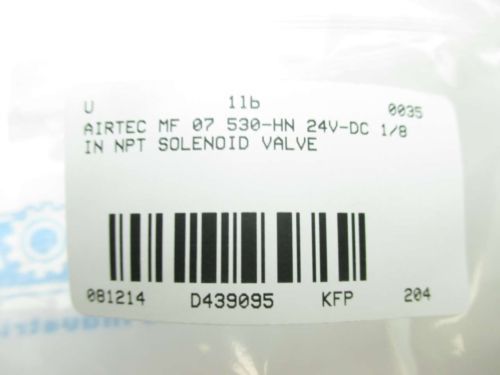 U 11b 0035
AIRTEC MF 07 530-HN 24V-DC 1/8
IN NPT SOLENOID VALVE
081214 D439095 KFP 204